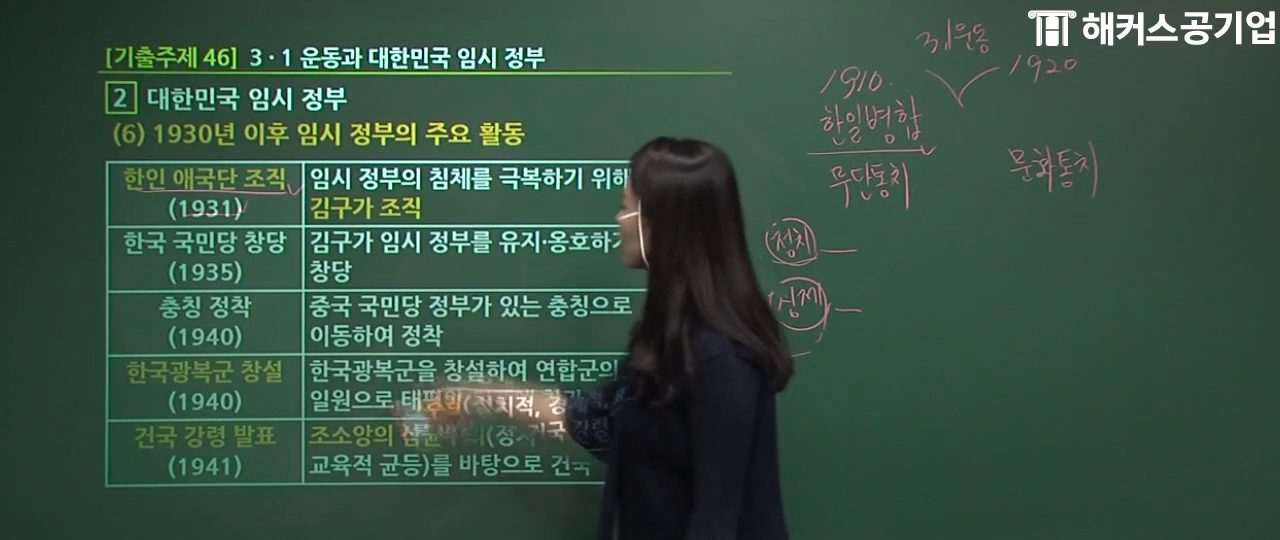 해커스공기업
[기출주제 46] 3·1 운동과 대한민국 임시 정부
2 대한민국 임시 정부
(6) 1930년 이후 임시 정부의 주요 활동
한인 애국단 조직
(1931)
임시 정부의 침체를 극복하기 위해
김구가 조직
한국 국민당 창당
(1935)
김구가 임시 정부를 유지·옹호하기
창당
충칭 정착
(1940)
중국 국민당 정부가 있는 충칭으로
이동하여 정착
한국광복군 창설
(1940)
한국광복군을 창설하여 연합군의
일원으로
건국 강령 발표
(1941)
조소앙의
교육적 균등)를 바탕으로 건국
3.1운동
1910.
한일병합
무단통치
1920
문화통치
정치